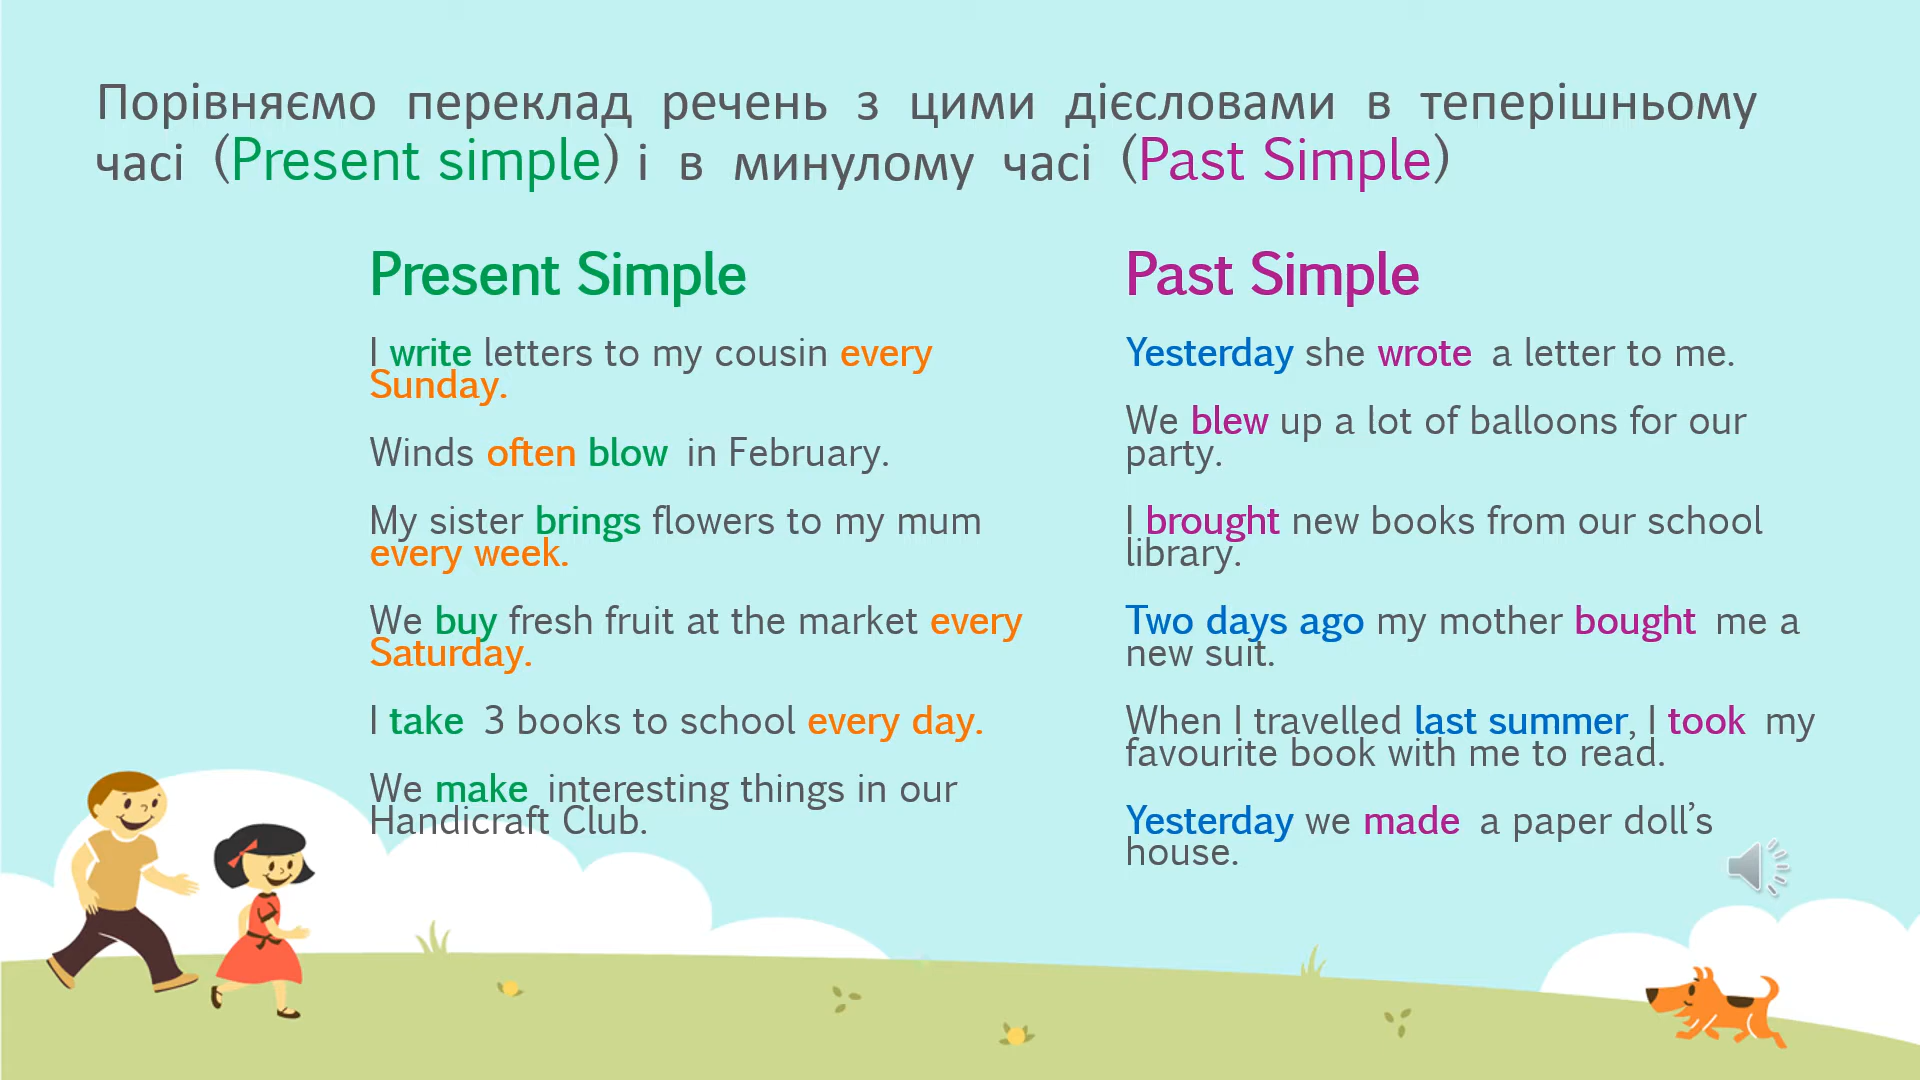 Порівняємо переклад речень з цими дієсловами в теперішньому
часі (Present simple) і в минулому часі (Past Simple)
Present Simple
I write letters to my cousin every
Sunday.
Winds often blow in February.
My sister brings flowers to my mum
every week.
We buy fresh fruit at the market every
Saturday.
I take 3 books to school every day.
We make interesting things in our
Handicraft Club.
Past Simple
Yesterday she wrote a letter to me.
We blew up a lot of balloons for our
party.
I brought new books from our school
library.
Two days ago my mother bought me a
new suit.
When I travelled last summer, I took my
favourite book with me to read.
Yesterday we made a paper doll’s
house.